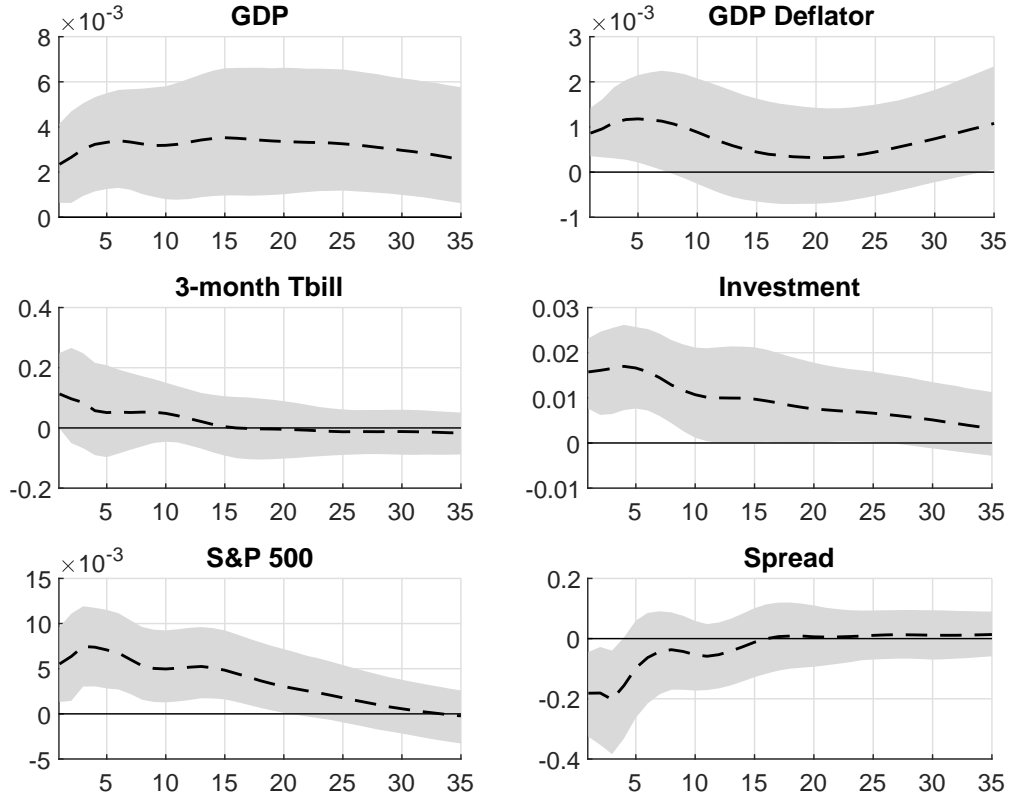 ×10⁻³ GDP
8
6
4
2
0
5 10 15 20 25 30 35
×10⁻³ GDP Deflator
3
2
1
0
-1
5 10 15 20 25 30 35
3-month Tbill
0.4
0.2
0
-0.2
5 10 15 20 25 30 35
Investment
0.03
0.02
0.01
0
-0.01
5 10 15 20 25 30 35
×10⁻³ S&P 500
15
10
5
0
-5
5 10 15 20 25 30 35
Spread
0.2
0
-0.2
-0.4
5 10 15 20 25 30 35